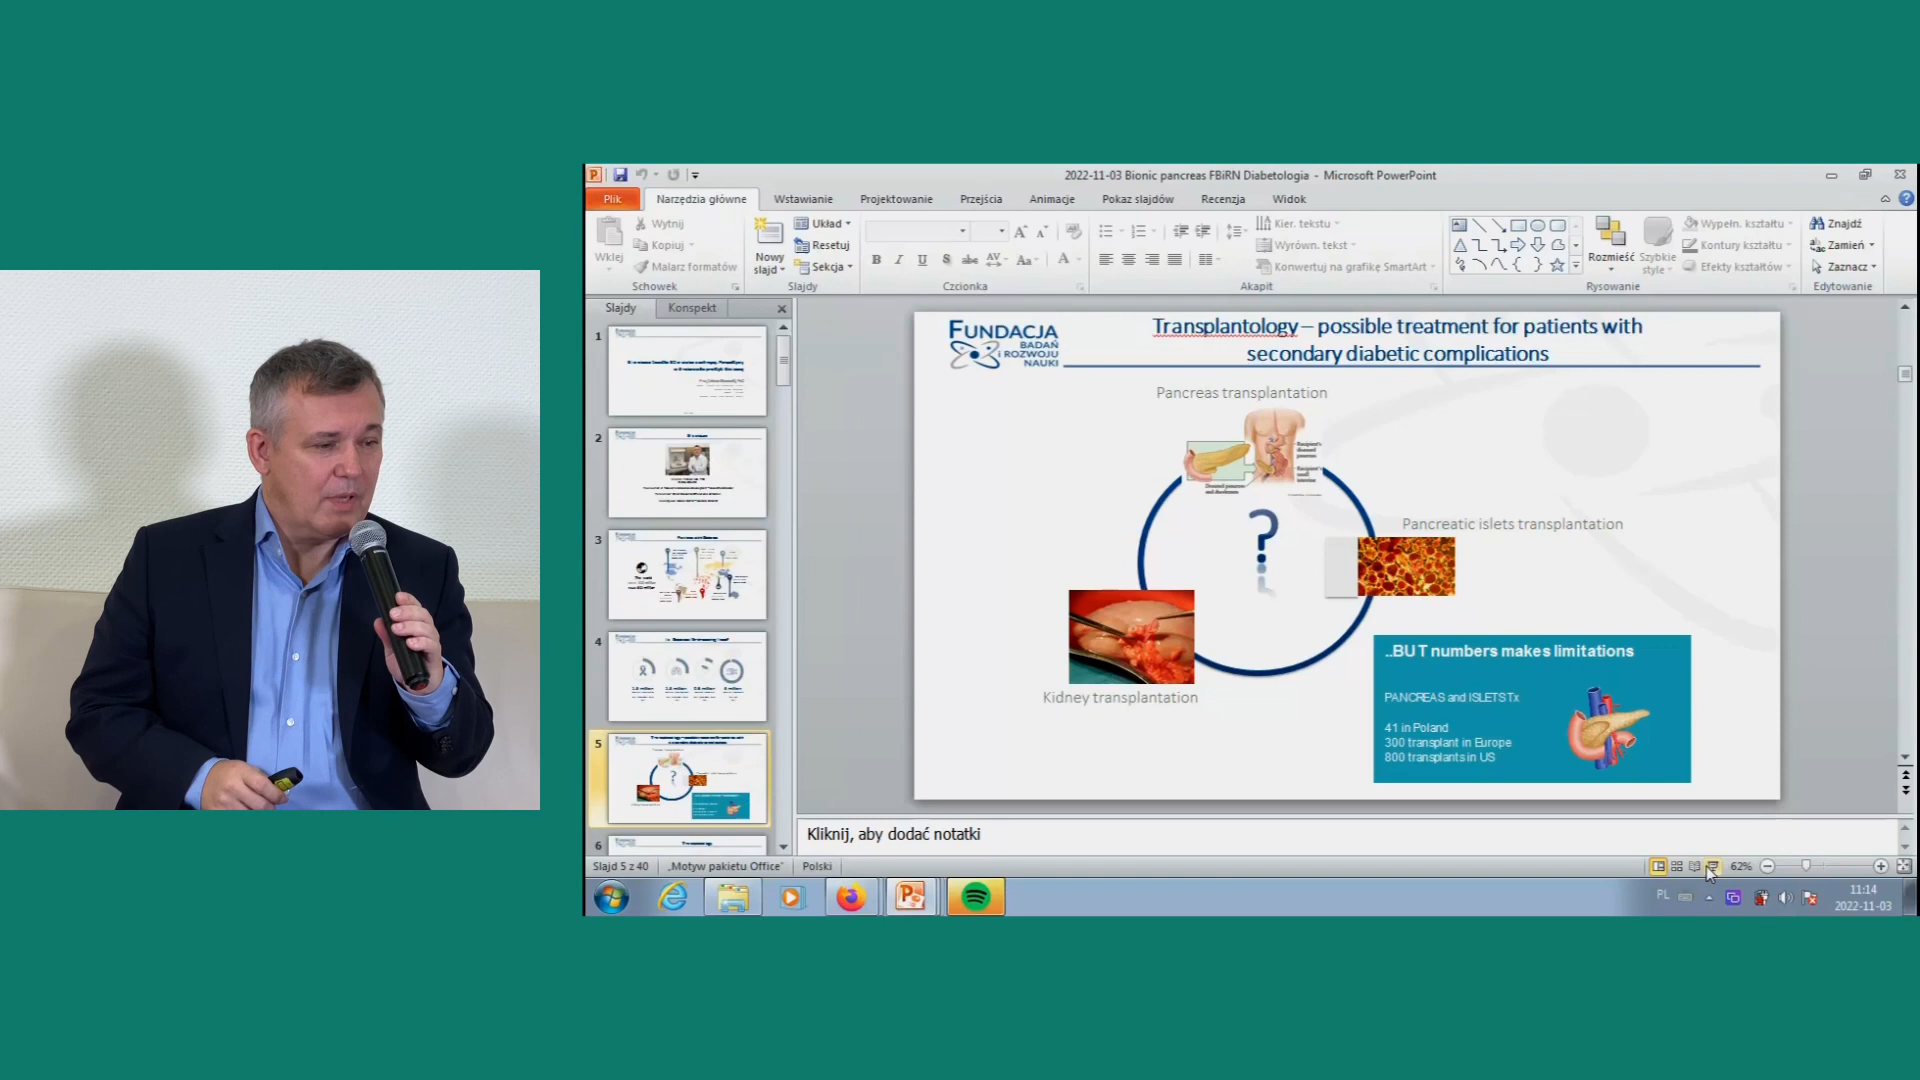 2022-11-03 Bionic pancreas FBiRN Diabetologia - Microsoft PowerPoint
Plik
Narzędzia główne
Wstawianie
Projektowanie
Przejścia
Animacje
Pokaz slajdów
Recenzja
Widok
Wklej
Wytnij
Kopiuj
Malarz formatów
Schowek
Nowy
slajd
Układ
Resetuj
Sekcja
Slajdy
Czcionka
Kier. tekstu
Wyrówn. tekst
Konwertuj na grafikę SmartArt
Akapit
Rozmieść
Szybkie
style
Wypełn. kształtu
Kontury kształtu
Efekty kształtów
Rysowanie
Znajdź
Zamień
Zaznacz
Edytowanie
Slajdy
Konspekt
1
2
3
4
5
6
FUNDACJA
BADAŃ
i ROZWOJU
NAUKI
Transplantology – possible treatment for patients with
secondary diabetic complications
Pancreas transplantation
?
Pancreatic islets transplantation
Kidney transplantation
..BUT numbers makes limitations
PANCREAS and ISLETS Tx
41 in Poland
300 transplant in Europe
800 transplants in US
Kliknij, aby dodać notatki
Slajd 5 z 40
„Motyw pakietu Office”
Polski
62%
PL
11:14
2022-11-03